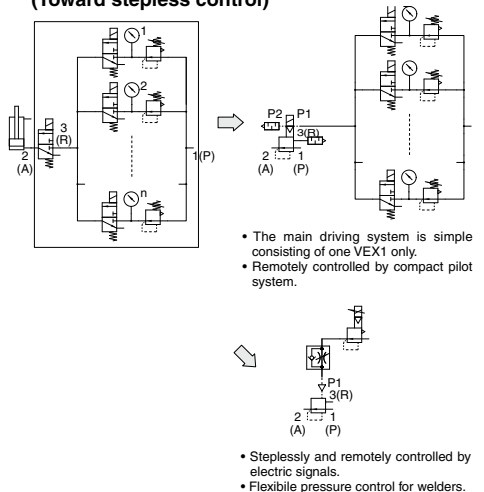 (Toward stepless control)
1
2
3
(R)
2
(A)
1(P)
n
P2 P1
3(R)
2 1
(A) (P)
• The main driving system is simple
consisting of one VEX1 only.
• Remotely controlled by compact pilot
system.
P1
3(R)
2 1
(A) (P)
• Steplessly and remotely controlled by
electric signals.
• Flexibile pressure control for welders.